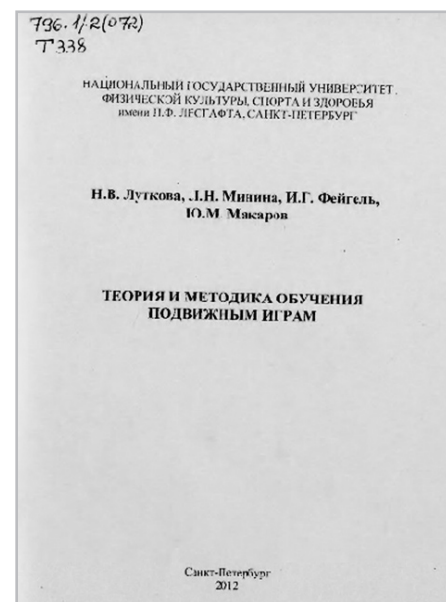 796.1/.2(072)
Т 338
НАЦИОНАЛЬНЫЙ ГОСУДАРСТВЕННЫЙ УНИВЕРСИТЕТ
ФИЗИЧЕСКОЙ КУЛЬТУРЫ, СПОРТА И ЗДОРОВЬЯ
имени П.Ф. ЛЕСГАФТА, САНКТ-ПЕТЕРБУРГ
Н.В. Луткова, Л.Н. Минина, И.Г. Фейгель,
Ю.М. Макаров
ТЕОРИЯ И МЕТОДИКА ОБУЧЕНИЯ
ПОДВИЖНЫМ ИГРАМ
Санкт-Петербург
2012